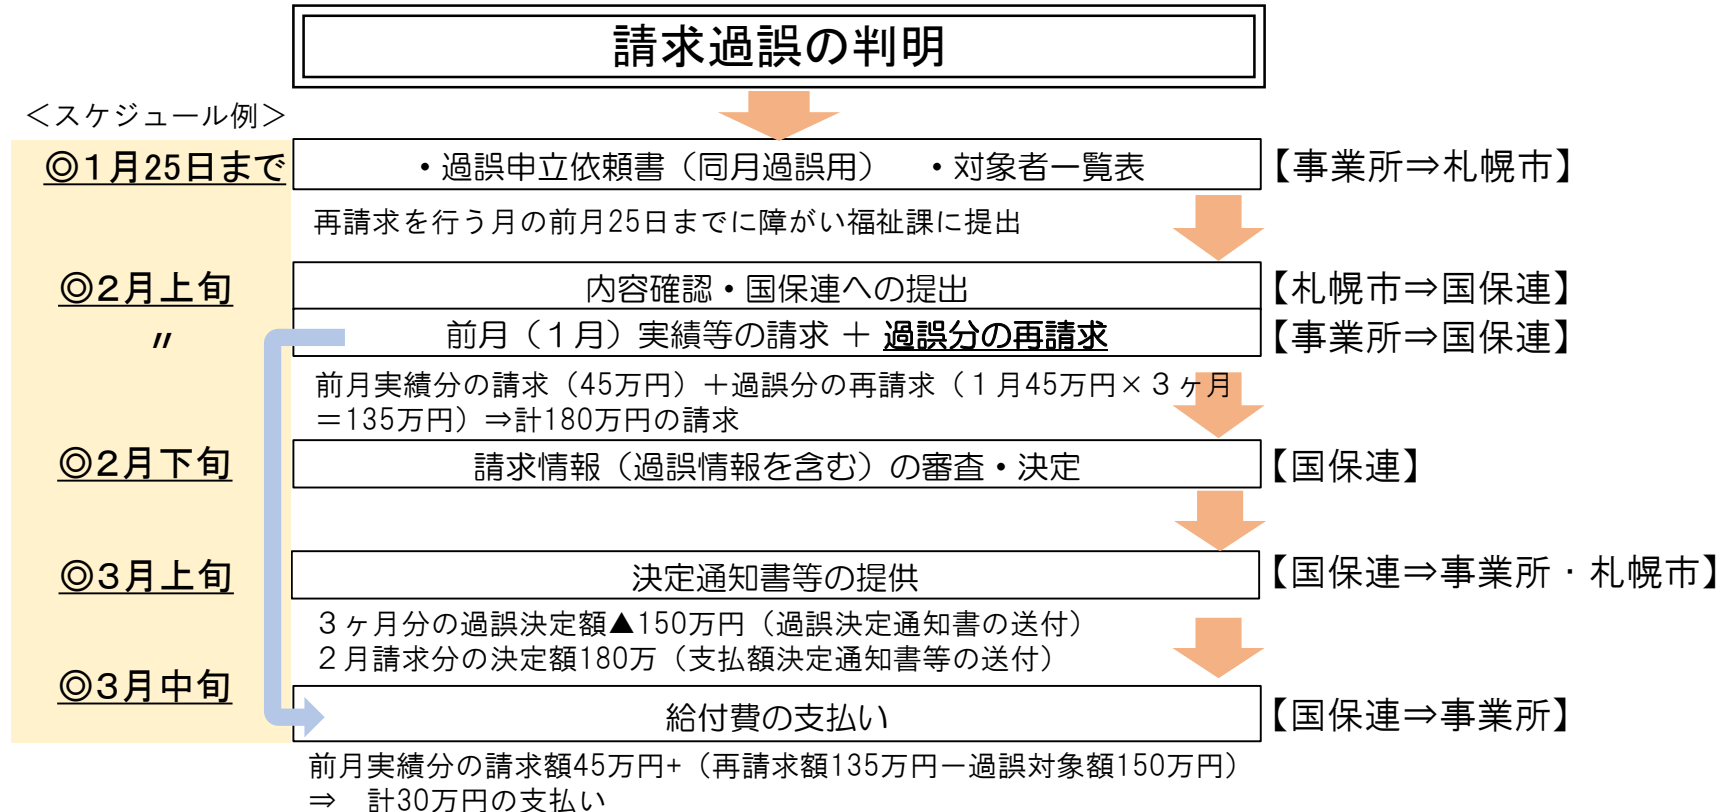 請求過誤の判明
＜スケジュール例＞
◎１月25日まで
・過誤申立依頼書（同月過誤用）　・対象者一覧表
【事業所⇒札幌市】
再請求を行う月の前月25日までに障がい福祉課に提出
◎２月上旬
内容確認・国保連への提出
【札幌市⇒国保連】
〃
前月（１月）実績等の請求 ＋ 過誤分の再請求
【事業所⇒国保連】
前月実績分の請求（45万円）＋過誤分の再請求（１月45万円×３ヶ月
＝135万円）⇒計180万円の請求
◎２月下旬
請求情報（過誤情報を含む）の審査・決定
【国保連】
◎３月上旬
決定通知書等の提供
【国保連⇒事業所・札幌市】
３ヶ月分の過誤決定額▲150万円（過誤決定通知書の送付）
２月請求分の決定額180万（支払額決定通知書等の送付）
◎３月中旬
給付費の支払い
【国保連⇒事業所】
前月実績分の請求額45万円+（再請求額135万円－過誤対象額150万円）
⇒　計30万円の支払い